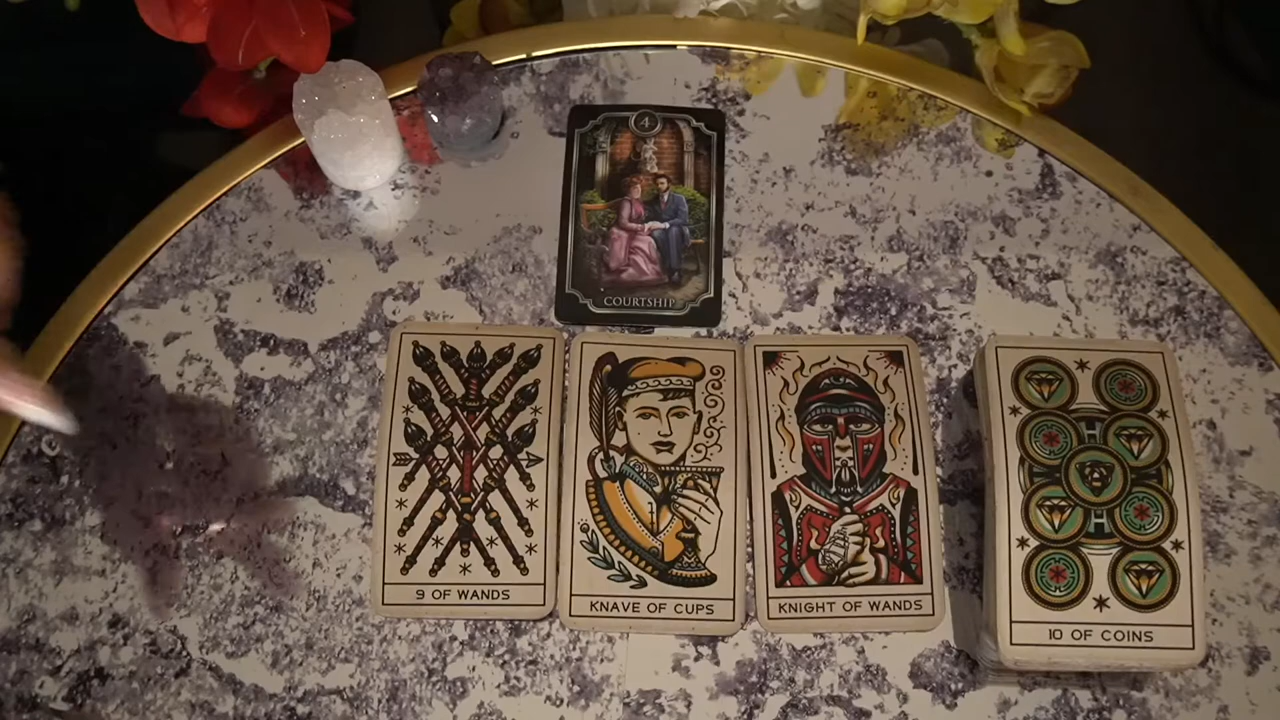 4
COURTSHIP
9 OF WANDS
KNAVE OF CUPS
KNIGHT OF WANDS
10 OF COINS